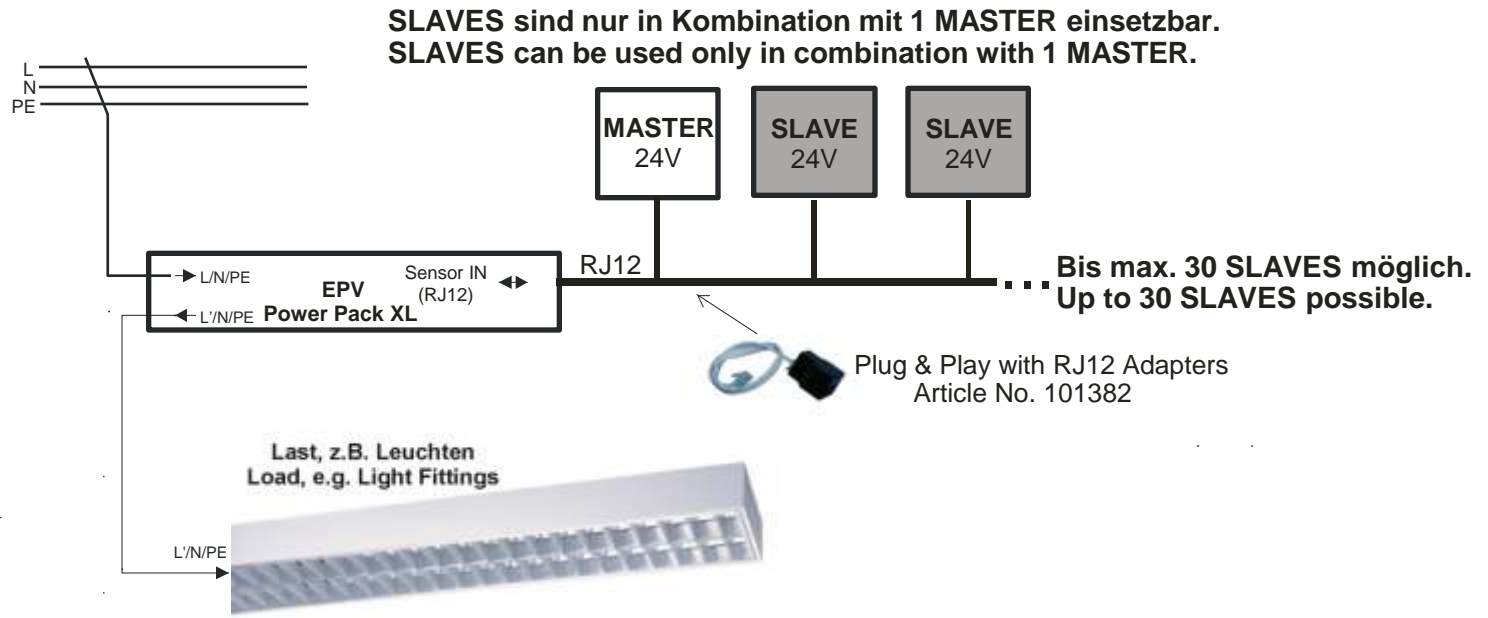 SLAVES sind nur in Kombination mit 1 MASTER einsetzbar.
SLAVES can be used only in combination with 1 MASTER.
L
N
PE
MASTER
24V
SLAVE
24V
SLAVE
24V
L/N/PE
L'/N/PE
EPV
Power Pack XL
Sensor IN
(RJ12)
RJ12
Bis max. 30 SLAVES möglich.
Up to 30 SLAVES possible.
Plug & Play with RJ12 Adapters
Article No. 101382
Last, z.B. Leuchten
Load, e.g. Light Fittings
L'/N/PE